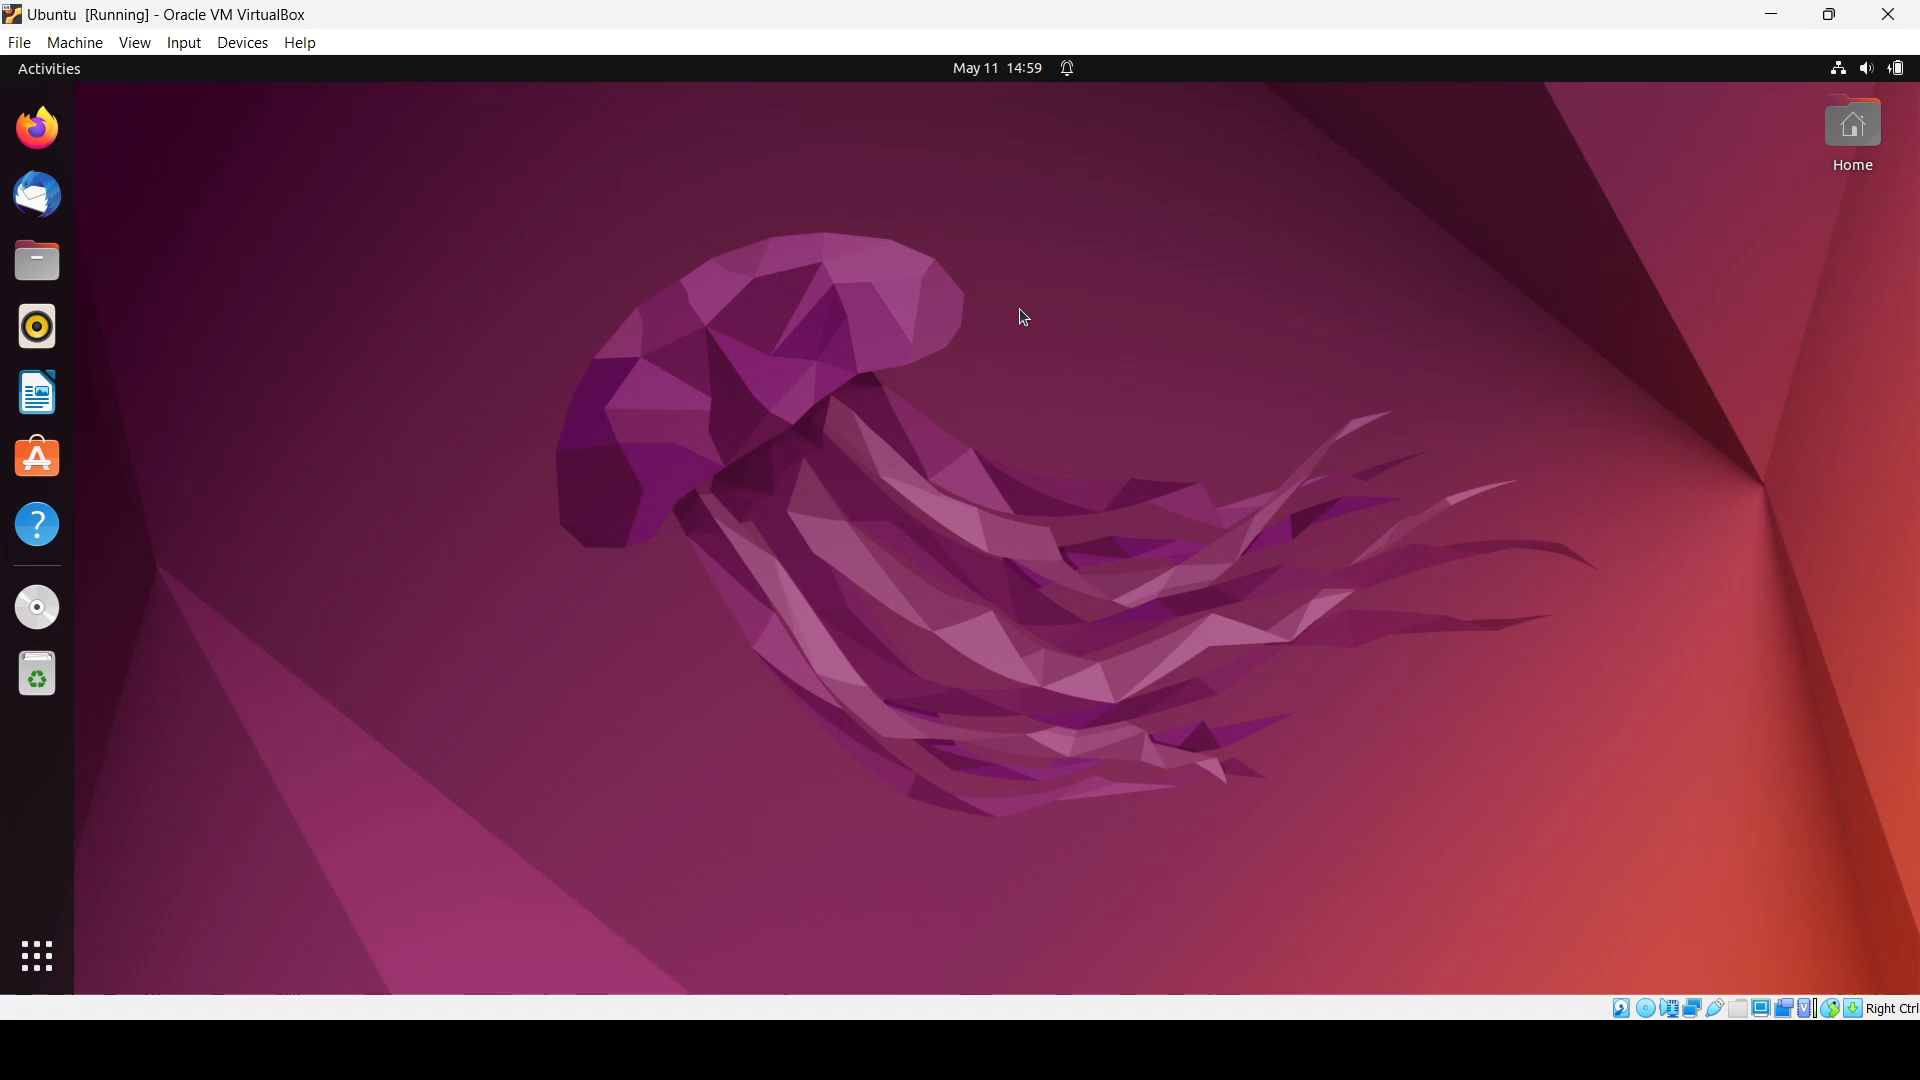 Ubuntu [Running] - Oracle VM VirtualBox
File Machine View Input Devices Help
Activities
May 11 14:59
Home
Right Ctrl